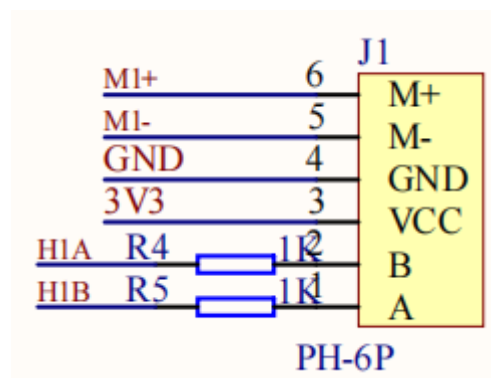 J1
M1+ 6 M+
M1- 5 M-
GND 4 GND
3V3 3 VCC
H1A R4 1K 2 B
H1B R5 1K 1 A
PH-6P